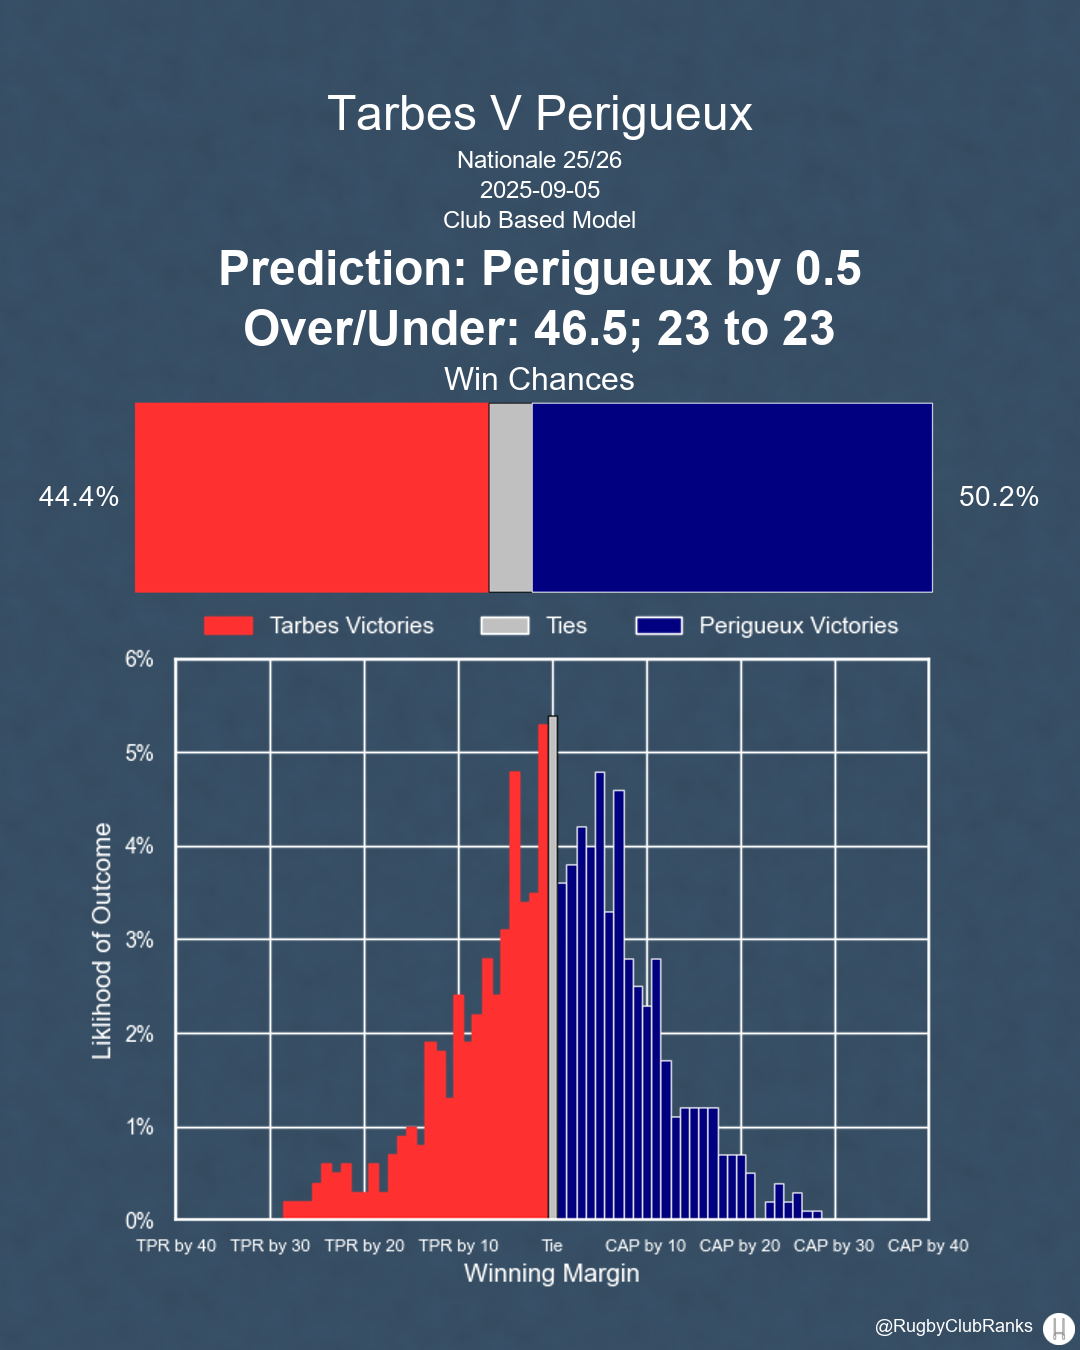 Tarbes V Perigueux
Nationale 25/26
2025-09-05
Club Based Model
Prediction: Perigueux by 0.5
Over/Under: 46.5; 23 to 23
Win Chances
44.4%
50.2%
Tarbes Victories
Ties
Perigueux Victories
6%
5%
4%
3%
2%
1%
0%
Liklihood of Outcome
TPR by 40 TPR by 30 TPR by 20 TPR by 10 Tie CAP by 10 CAP by 20 CAP by 30 CAP by 40
Winning Margin
@RugbyClubRanks